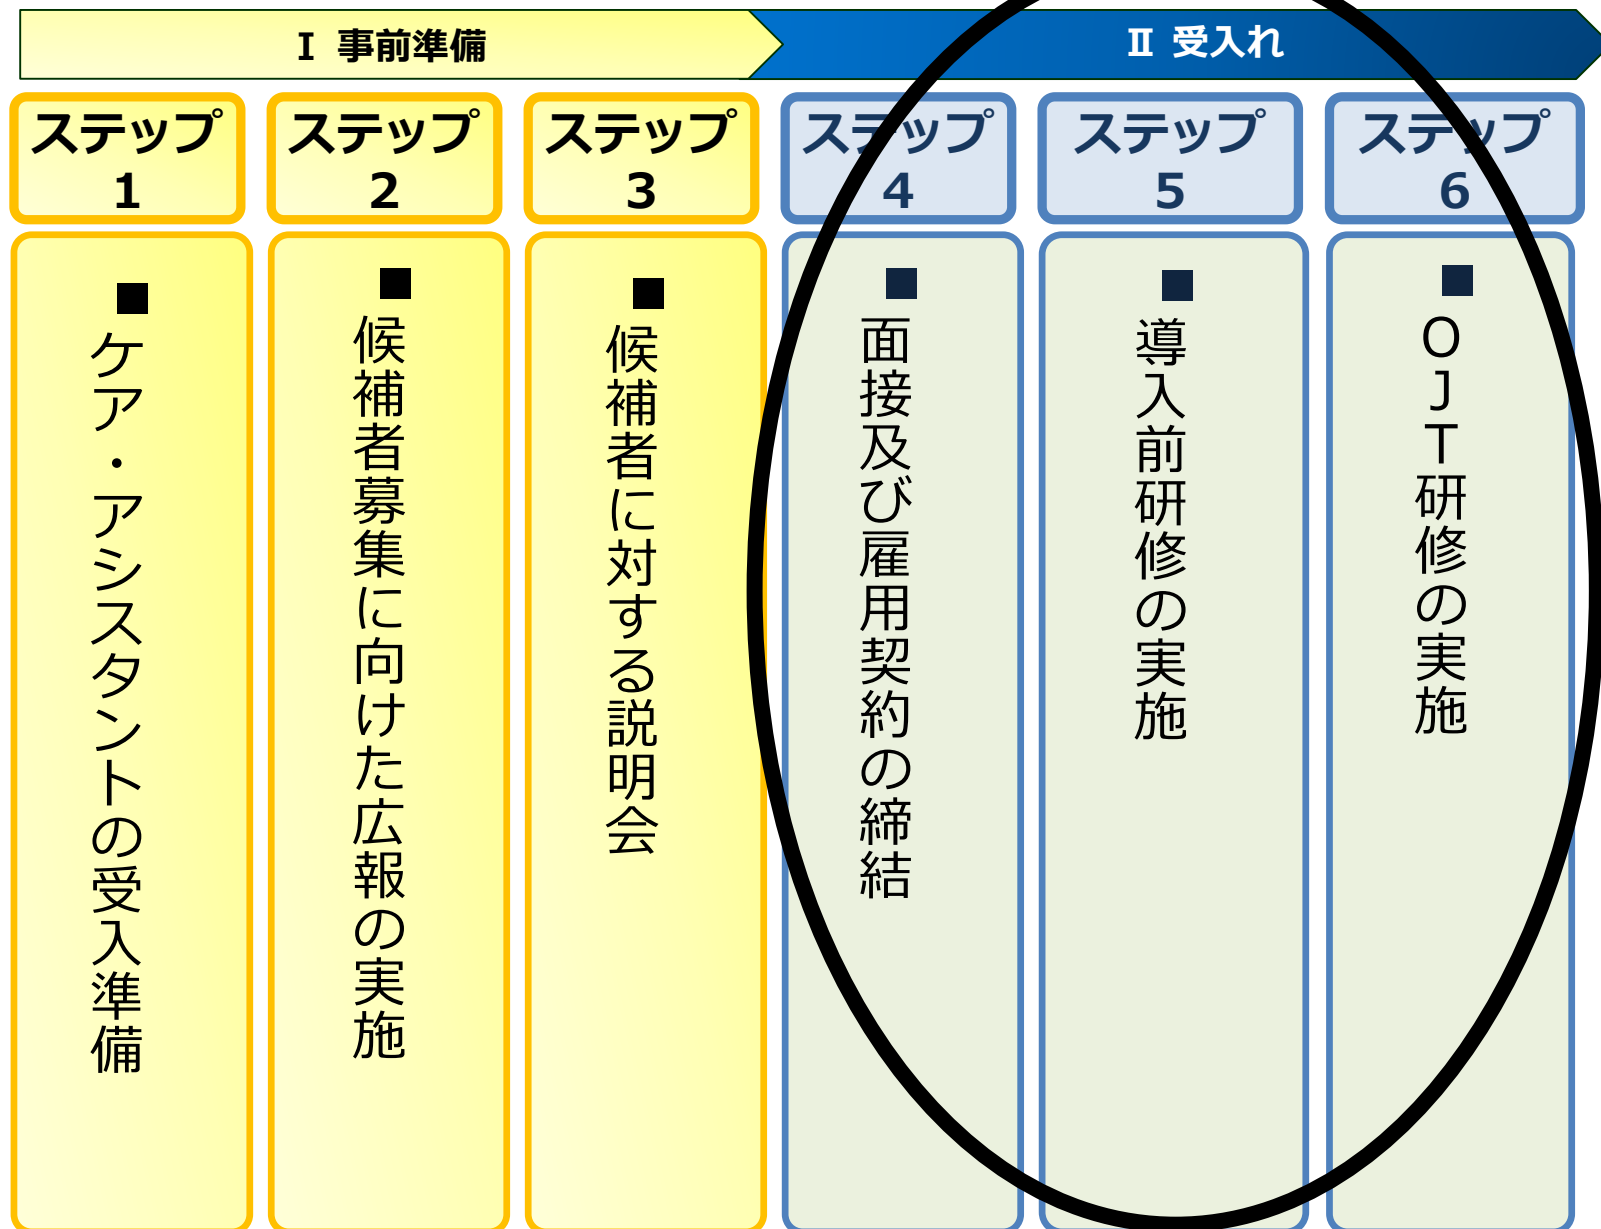 Ⅰ 事前準備
Ⅱ 受入れ
ステップ
1
ステップ
2
ステップ
3
ステップ
4
ステップ
5
ステップ
6
■ケア・アシスタントの受入準備
■候補者募集に向けた広報の実施
■候補者に対する説明会
■面接及び雇用契約の締結
■導入前研修の実施
■OJT研修の実施